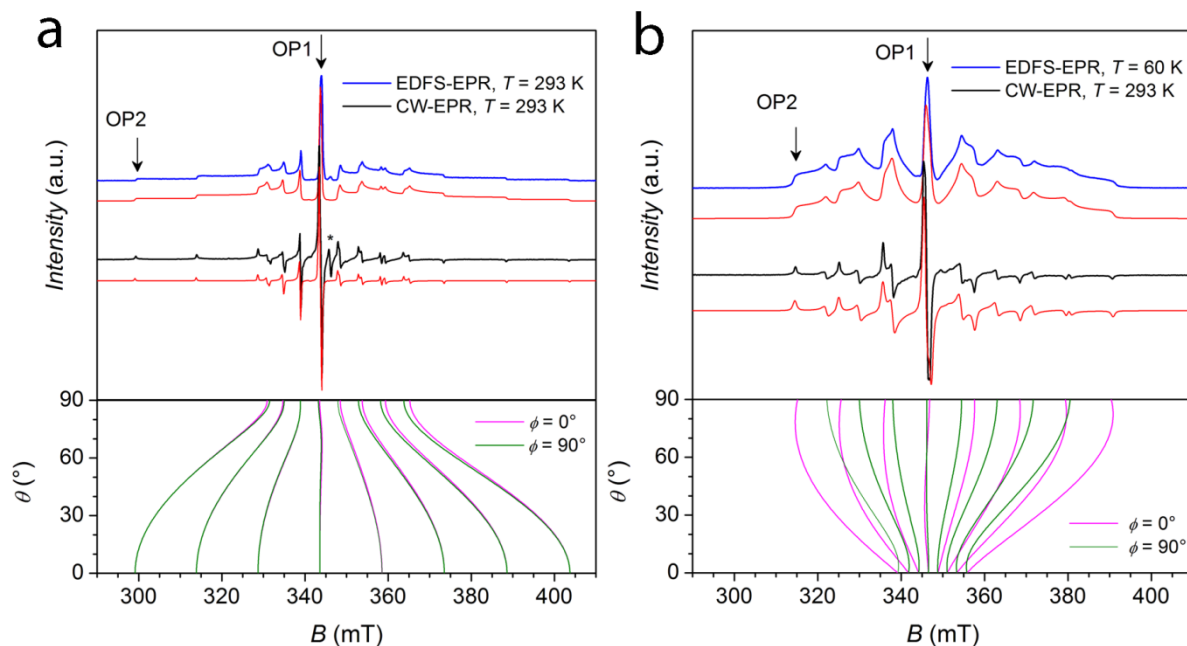 a
OP1
EDFS-EPR, T = 293 K
CW-EPR, T = 293 K
OP2
Intensity (a.u.)
*
90
60
30
0
θ (°)
ϕ = 0°
ϕ = 90°
300 320 340 360 380 400
B (mT)
b
OP1
EDFS-EPR, T = 60 K
CW-EPR, T = 293 K
OP2
Intensity (a.u.)
90
60
30
0
θ (°)
ϕ = 0°
ϕ = 90°
300 320 340 360 380 400
B (mT)